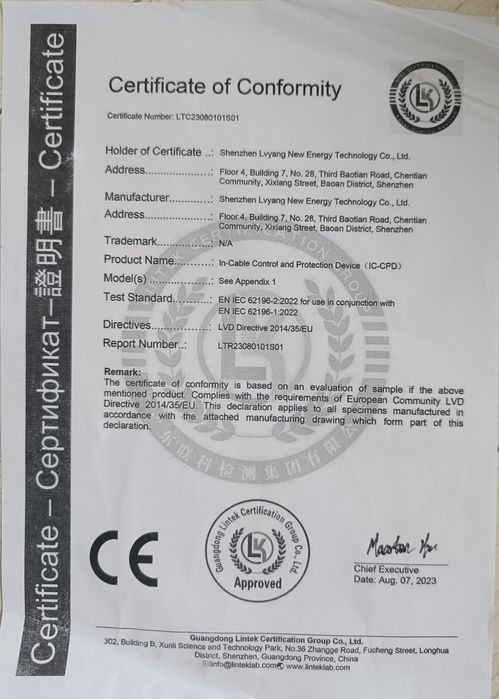 Certificate – Сертификат – 證明書 – Certificate
Certificate of Conformity
Certificate Number: LTC23080101S01
Holder of Certificate ..: Shenzhen Lvyang New Energy Technology Co., Ltd.
Address......................: Floor 4, Building 7, No. 28, Third Baotian Road, Chentian
Community, Xixiang Street, Baoan District, Shenzhen
Manufacturer.............: Shenzhen Lvyang New Energy Technology Co., Ltd.
Address......................: Floor 4, Building 7, No. 28, Third Baotian Road, Chentian
Community, Xixiang Street, Baoan District, Shenzhen
Trademark..................: N/A
Product Name............: In-Cable Control and Protection Device（IC-CPD）
Model(s) ....................: See Appendix 1
Test Standard.............: EN IEC 62196-2:2022 for use in conjunction with
EN IEC 62196-1:2022
Directives...................: LVD Directive 2014/35/EU
Report Number..: LTR23080101S01
Remark:
The certificate of conformity is based on an evaluation of sample if the above
mentioned product. Complies with the requirements of European Community LVD
Directive 2014/35/EU. This declaration applies to all specimens manufactured in
accordance with the attached manufacturing drawing which form part of this
declaration.
CE
Guangdong Lintek Certification Group Co., Ltd.
LK
Approved
Chief Executive
Date: Aug. 07, 2023
Guangdong Lintek Certification Group Co., Ltd.
302, Building B, Xunli Science and Technology Park, No.36 Zhangge Road, Fucheng Street, Longhua
District, Shenzhen, Guangdong Province, China
info@linteklab.com www.linteklab.com